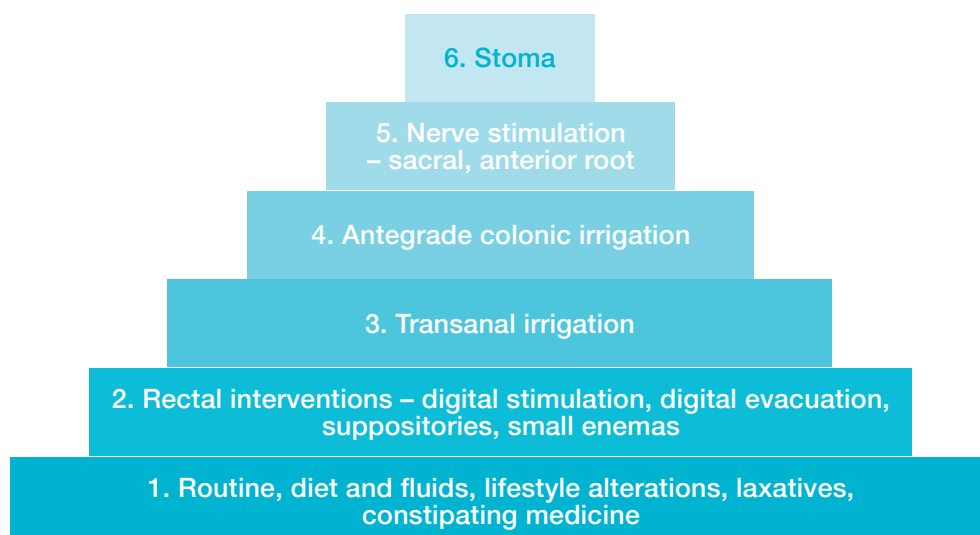 6. Stoma
5. Nerve stimulation
– sacral, anterior root
4. Antegrade colonic irrigation
3. Transanal irrigation
2. Rectal interventions – digital stimulation, digital evacuation,
suppositories, small enemas
1. Routine, diet and fluids, lifestyle alterations, laxatives,
constipating medicine